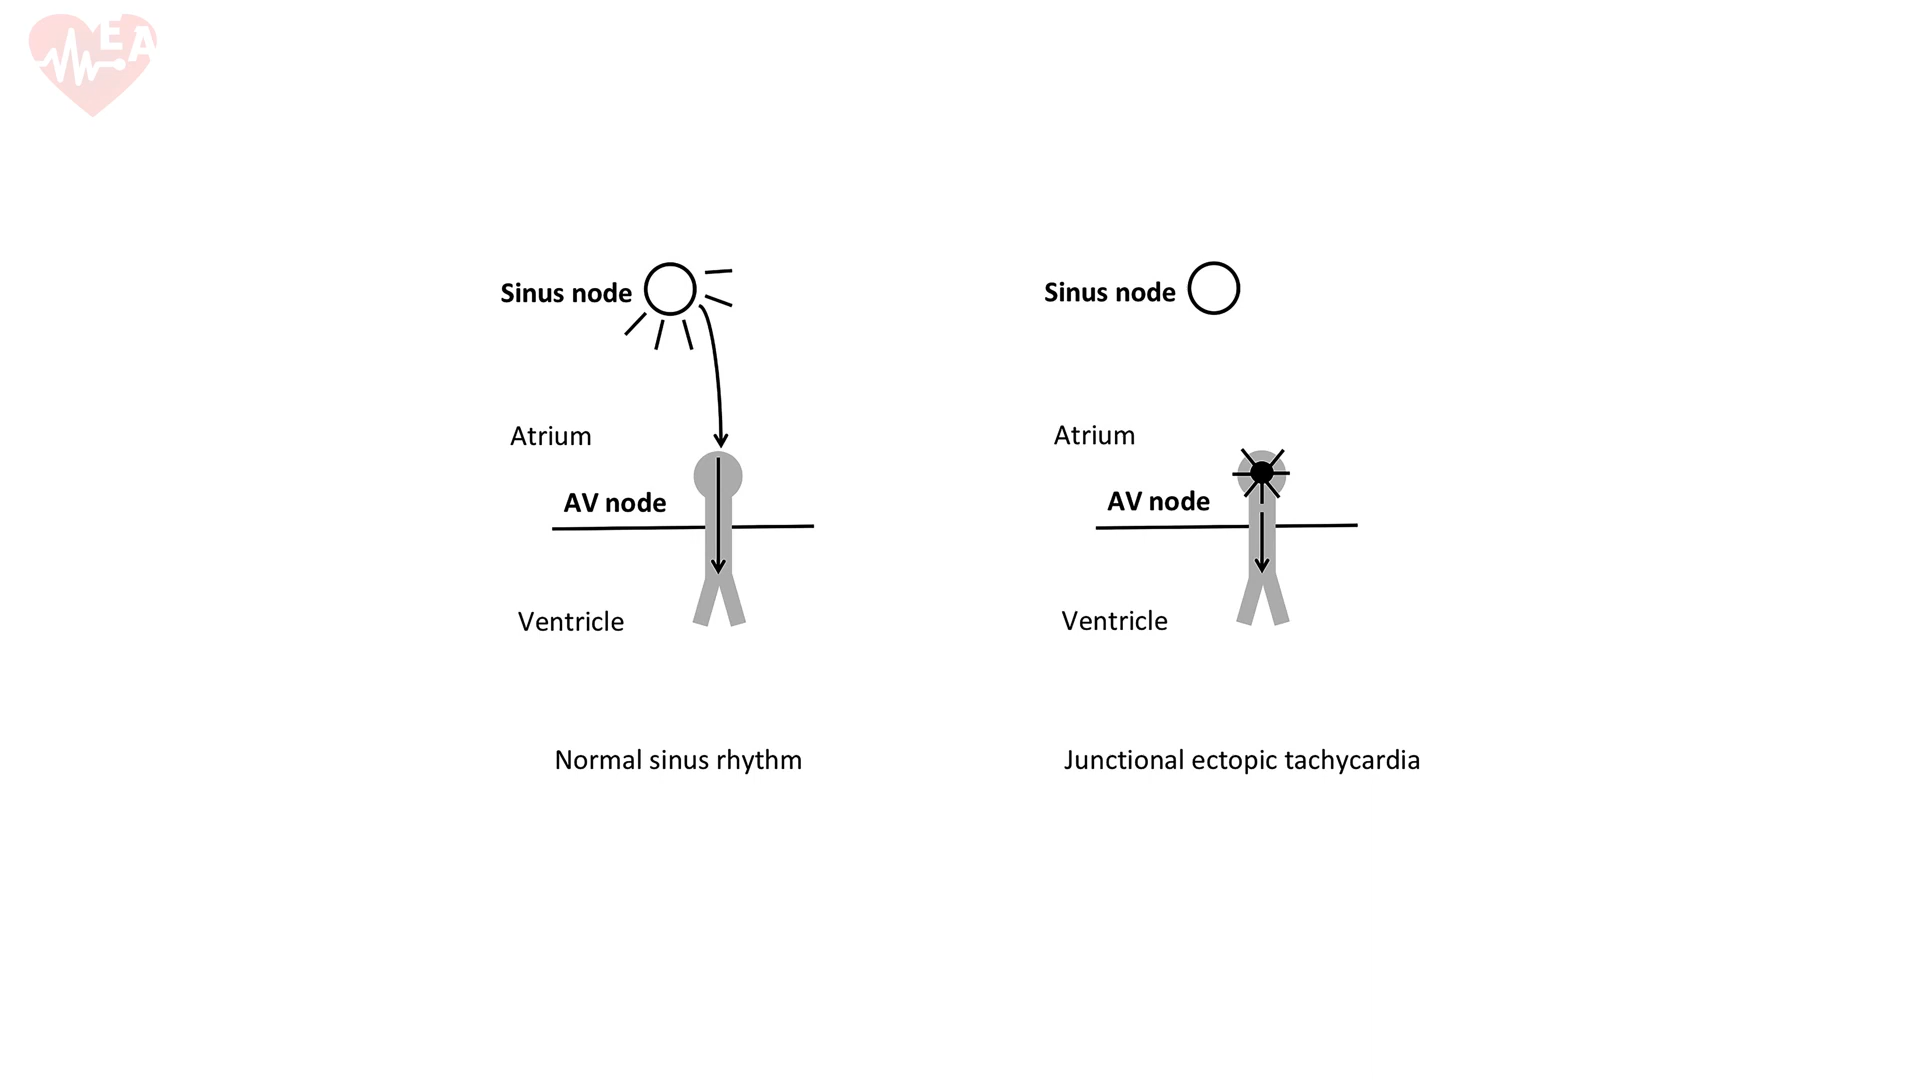 EA
Sinus node
Atrium
AV node
Ventricle
Normal sinus rhythm
Sinus node
Atrium
AV node
Ventricle
Junctional ectopic tachycardia